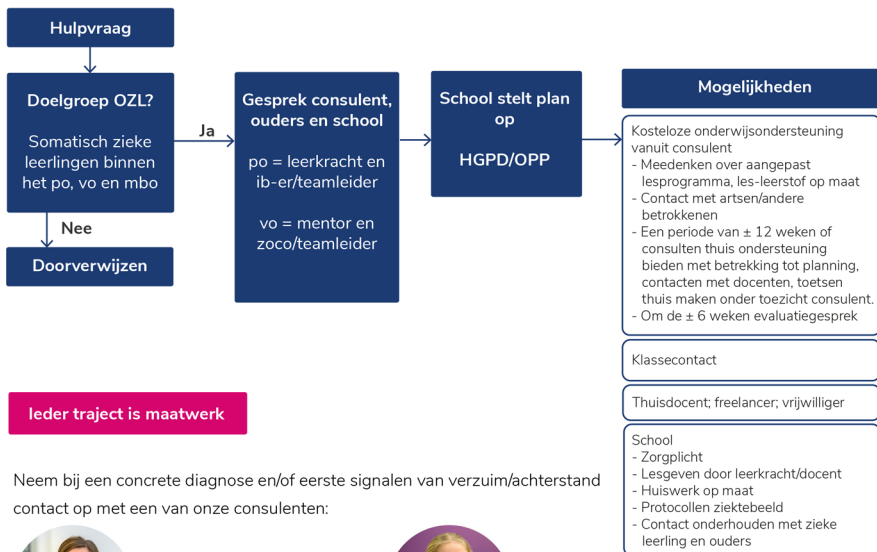 Hulpvraag
Doelgroep OZL?
Somatisch zieke
leerlingen binnen
het po, vo en mbo
Ja
Nee
Doorverwijzen
Gesprek consulent,
ouders en school
po = leerkracht en
ib-er/teamleider
vo = mentor en
zoco/teamleider
School stelt plan
op
HGPD/OPP
Mogelijkheden
Kosteloze onderwijsondersteuning
vanuit consulent
- Meedenken over aangepast
lesprogramma, les-leerstof op maat
- Contact met artsen/andere
betrokkenen
- Een periode van ± 12 weken of
consulten thuis ondersteuning
bieden met betrekking tot planning,
contacten met docenten, toetsen
thuis maken onder toezicht consulent.
- Om de ± 6 weken evaluatiegesprek
Klassecontact
Thuisdocent; freelancer; vrijwilliger
School
- Zorgplicht
- Lesgeven door leerkracht/docent
- Huiswerk op maat
- Protocollen ziektebeeld
- Contact onderhouden met zieke
leerling en ouders
Ieder traject is maatwerk
Neem bij een concrete diagnose en/of eerste signalen van verzuim/achterstand
contact op met een van onze consulenten: